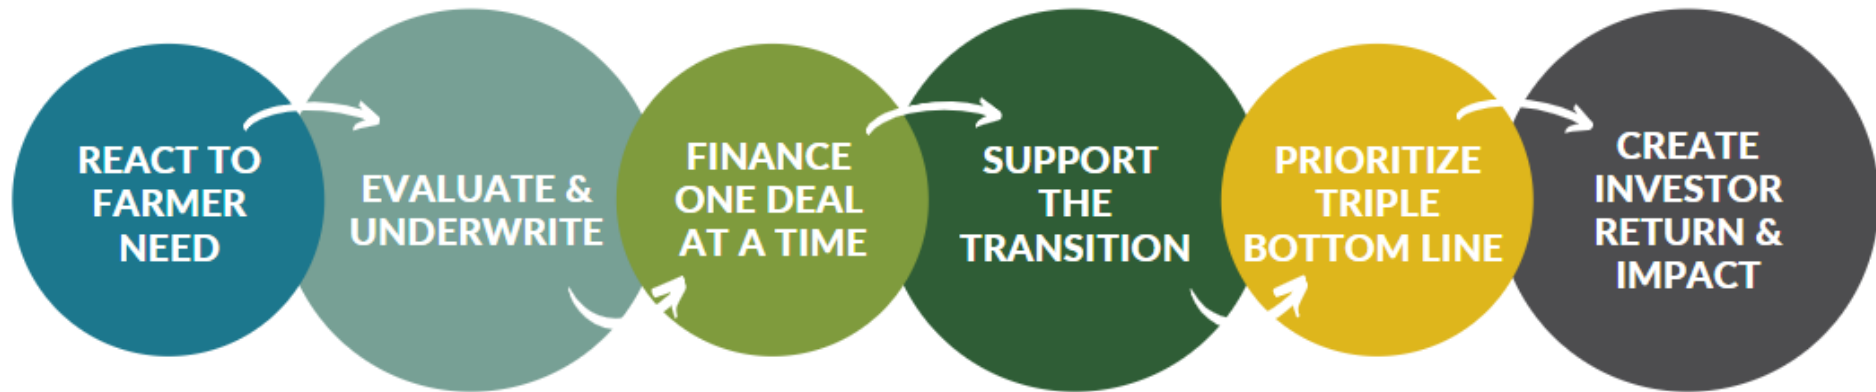 REACT TO
FARMER
NEED
EVALUATE &
UNDERWRITE
FINANCE
ONE DEAL
AT A TIME
SUPPORT
THE
TRANSITION
PRIORITIZE
TRIPLE
BOTTOM LINE
CREATE
INVESTOR
RETURN &
IMPACT